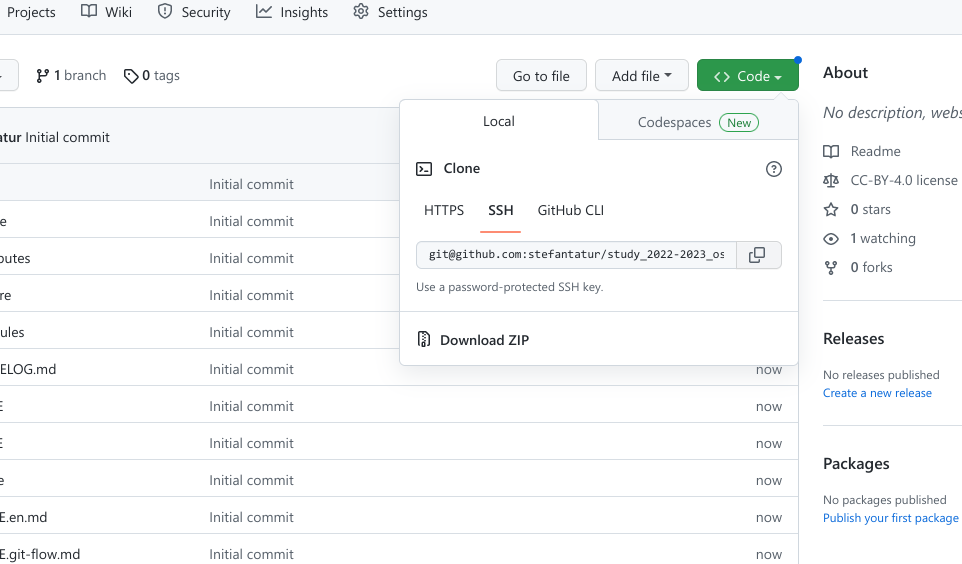 Projects Wiki Security Insights Settings
1 branch 0 tags Go to file Add file Code About
Local
Codespaces New
No description, webs
atur Initial commit
Clone
Readme
Initial commit
CC-BY-4.0 license
HTTPS SSH GitHub CLI
0 stars
e Initial commit
1 watching
git@github.com:stefantatur/study_2022-2023_os
butes Initial commit
0 forks
Use a password-protected SSH key.
re Initial commit
ules Initial commit
Download ZIP
Releases
ELOG.md Initial commit now
No releases published
Create a new release
E Initial commit now
E Initial commit now
Packages
e Initial commit now
No packages published
E.en.md Initial commit now
Publish your first package
E.git-flow.md Initial commit now